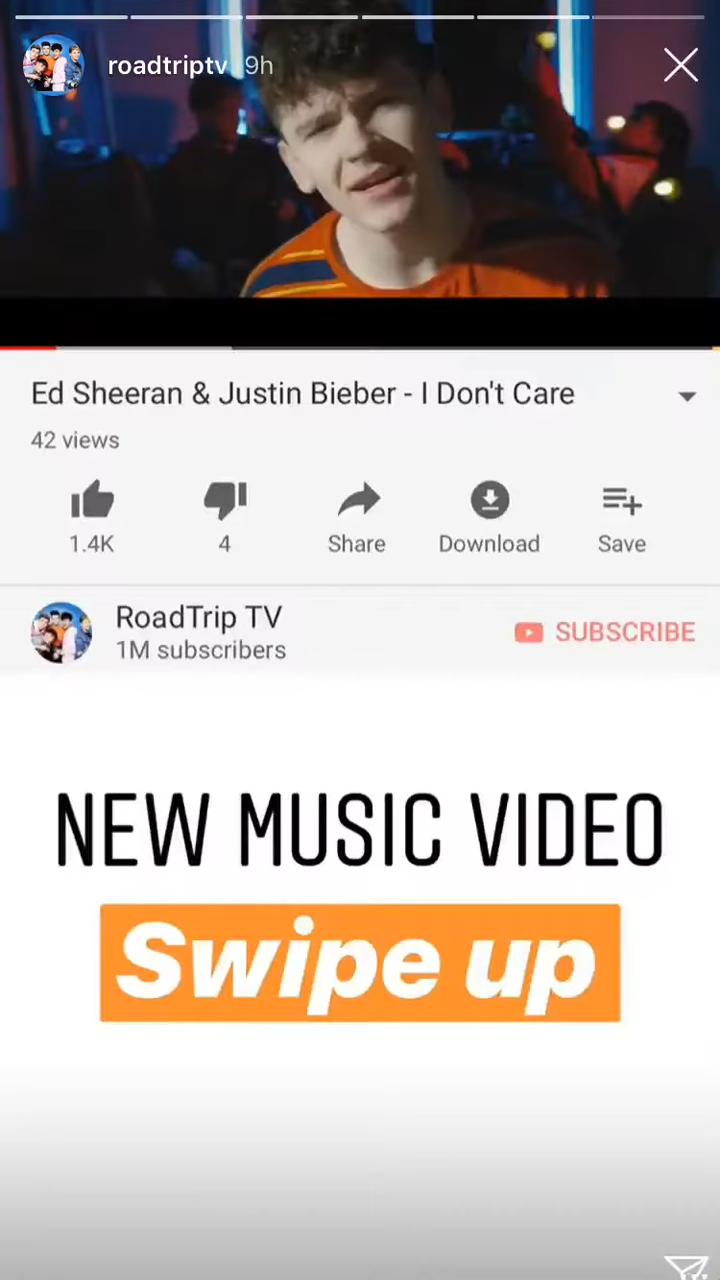 roadtriptv 9h
Ed Sheeran & Justin Bieber - I Don't Care
42 views
1.4K 4 Share Download Save
RoadTrip TV
1M subscribers
SUBSCRIBE
NEW MUSIC VIDEO
Swipe up